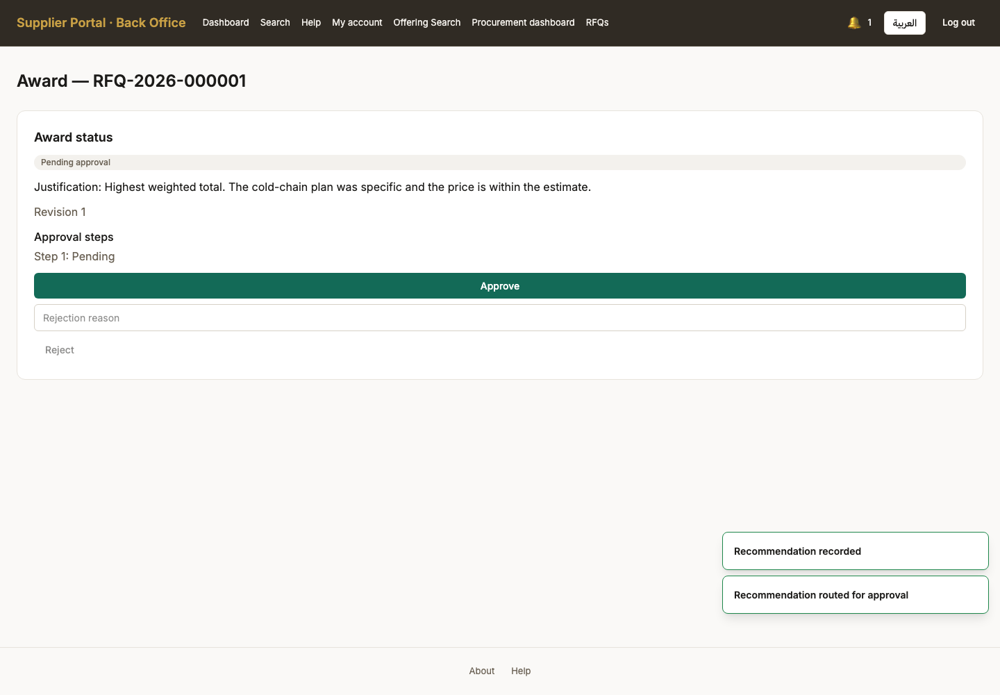 Supplier Portal · Back Office Dashboard Search Help My account Offering Search Procurement dashboard RFQs 1 العربية Log out
Award — RFQ-2026-000001
Award status
Pending approval
Justification: Highest weighted total. The cold-chain plan was specific and the price is within the estimate.
Revision 1
Approval steps
Step 1: Pending
Approve
Rejection reason
Reject
Recommendation recorded
Recommendation routed for approval
About Help